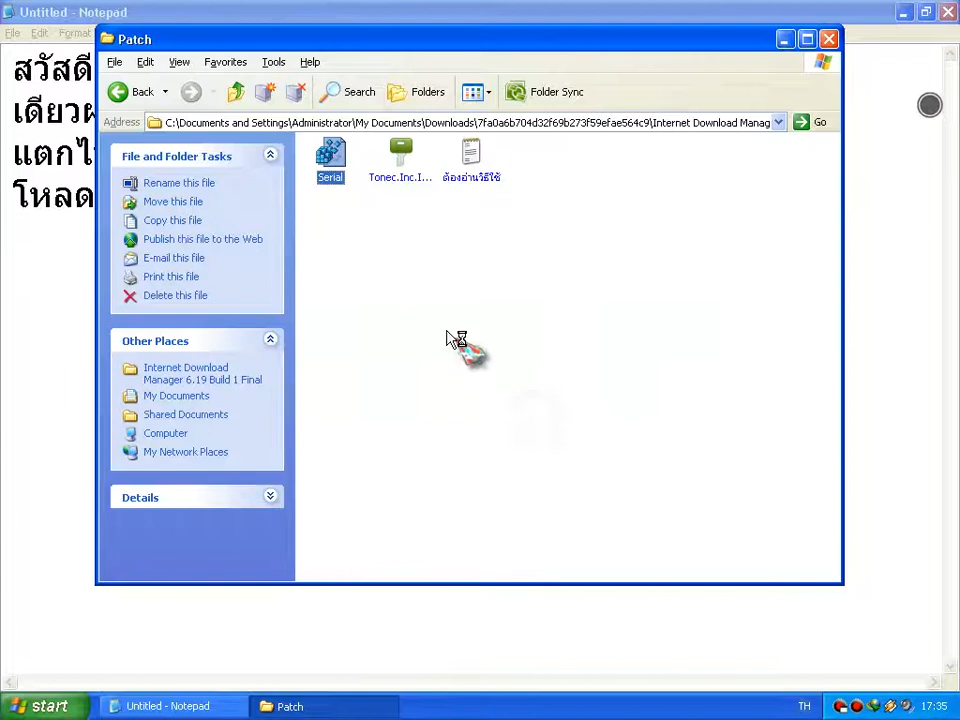 Untitled - Notepad
File Edit Format
สวัสดี
เดียว
แตก
โหลด
Patch
File Edit View Favorites Tools Help
Back Search Folders Folder Sync
Address C:\Documents and Settings\Administrator\My Documents\Downloads\7fa0a6b704d32f69b273f59efae564c9\Internet Download Manag Go
File and Folder Tasks
Rename this file
Move this file
Copy this file
Publish this file to the Web
E-mail this file
Print this file
Delete this file
Other Places
Internet Download
Manager 6.19 Build 1 Final
My Documents
Shared Documents
Computer
My Network Places
Details
Serial Tonec.Inc.I... ต้องอ่านวิธีใช้
start Untitled - Notepad Patch TH 17:35